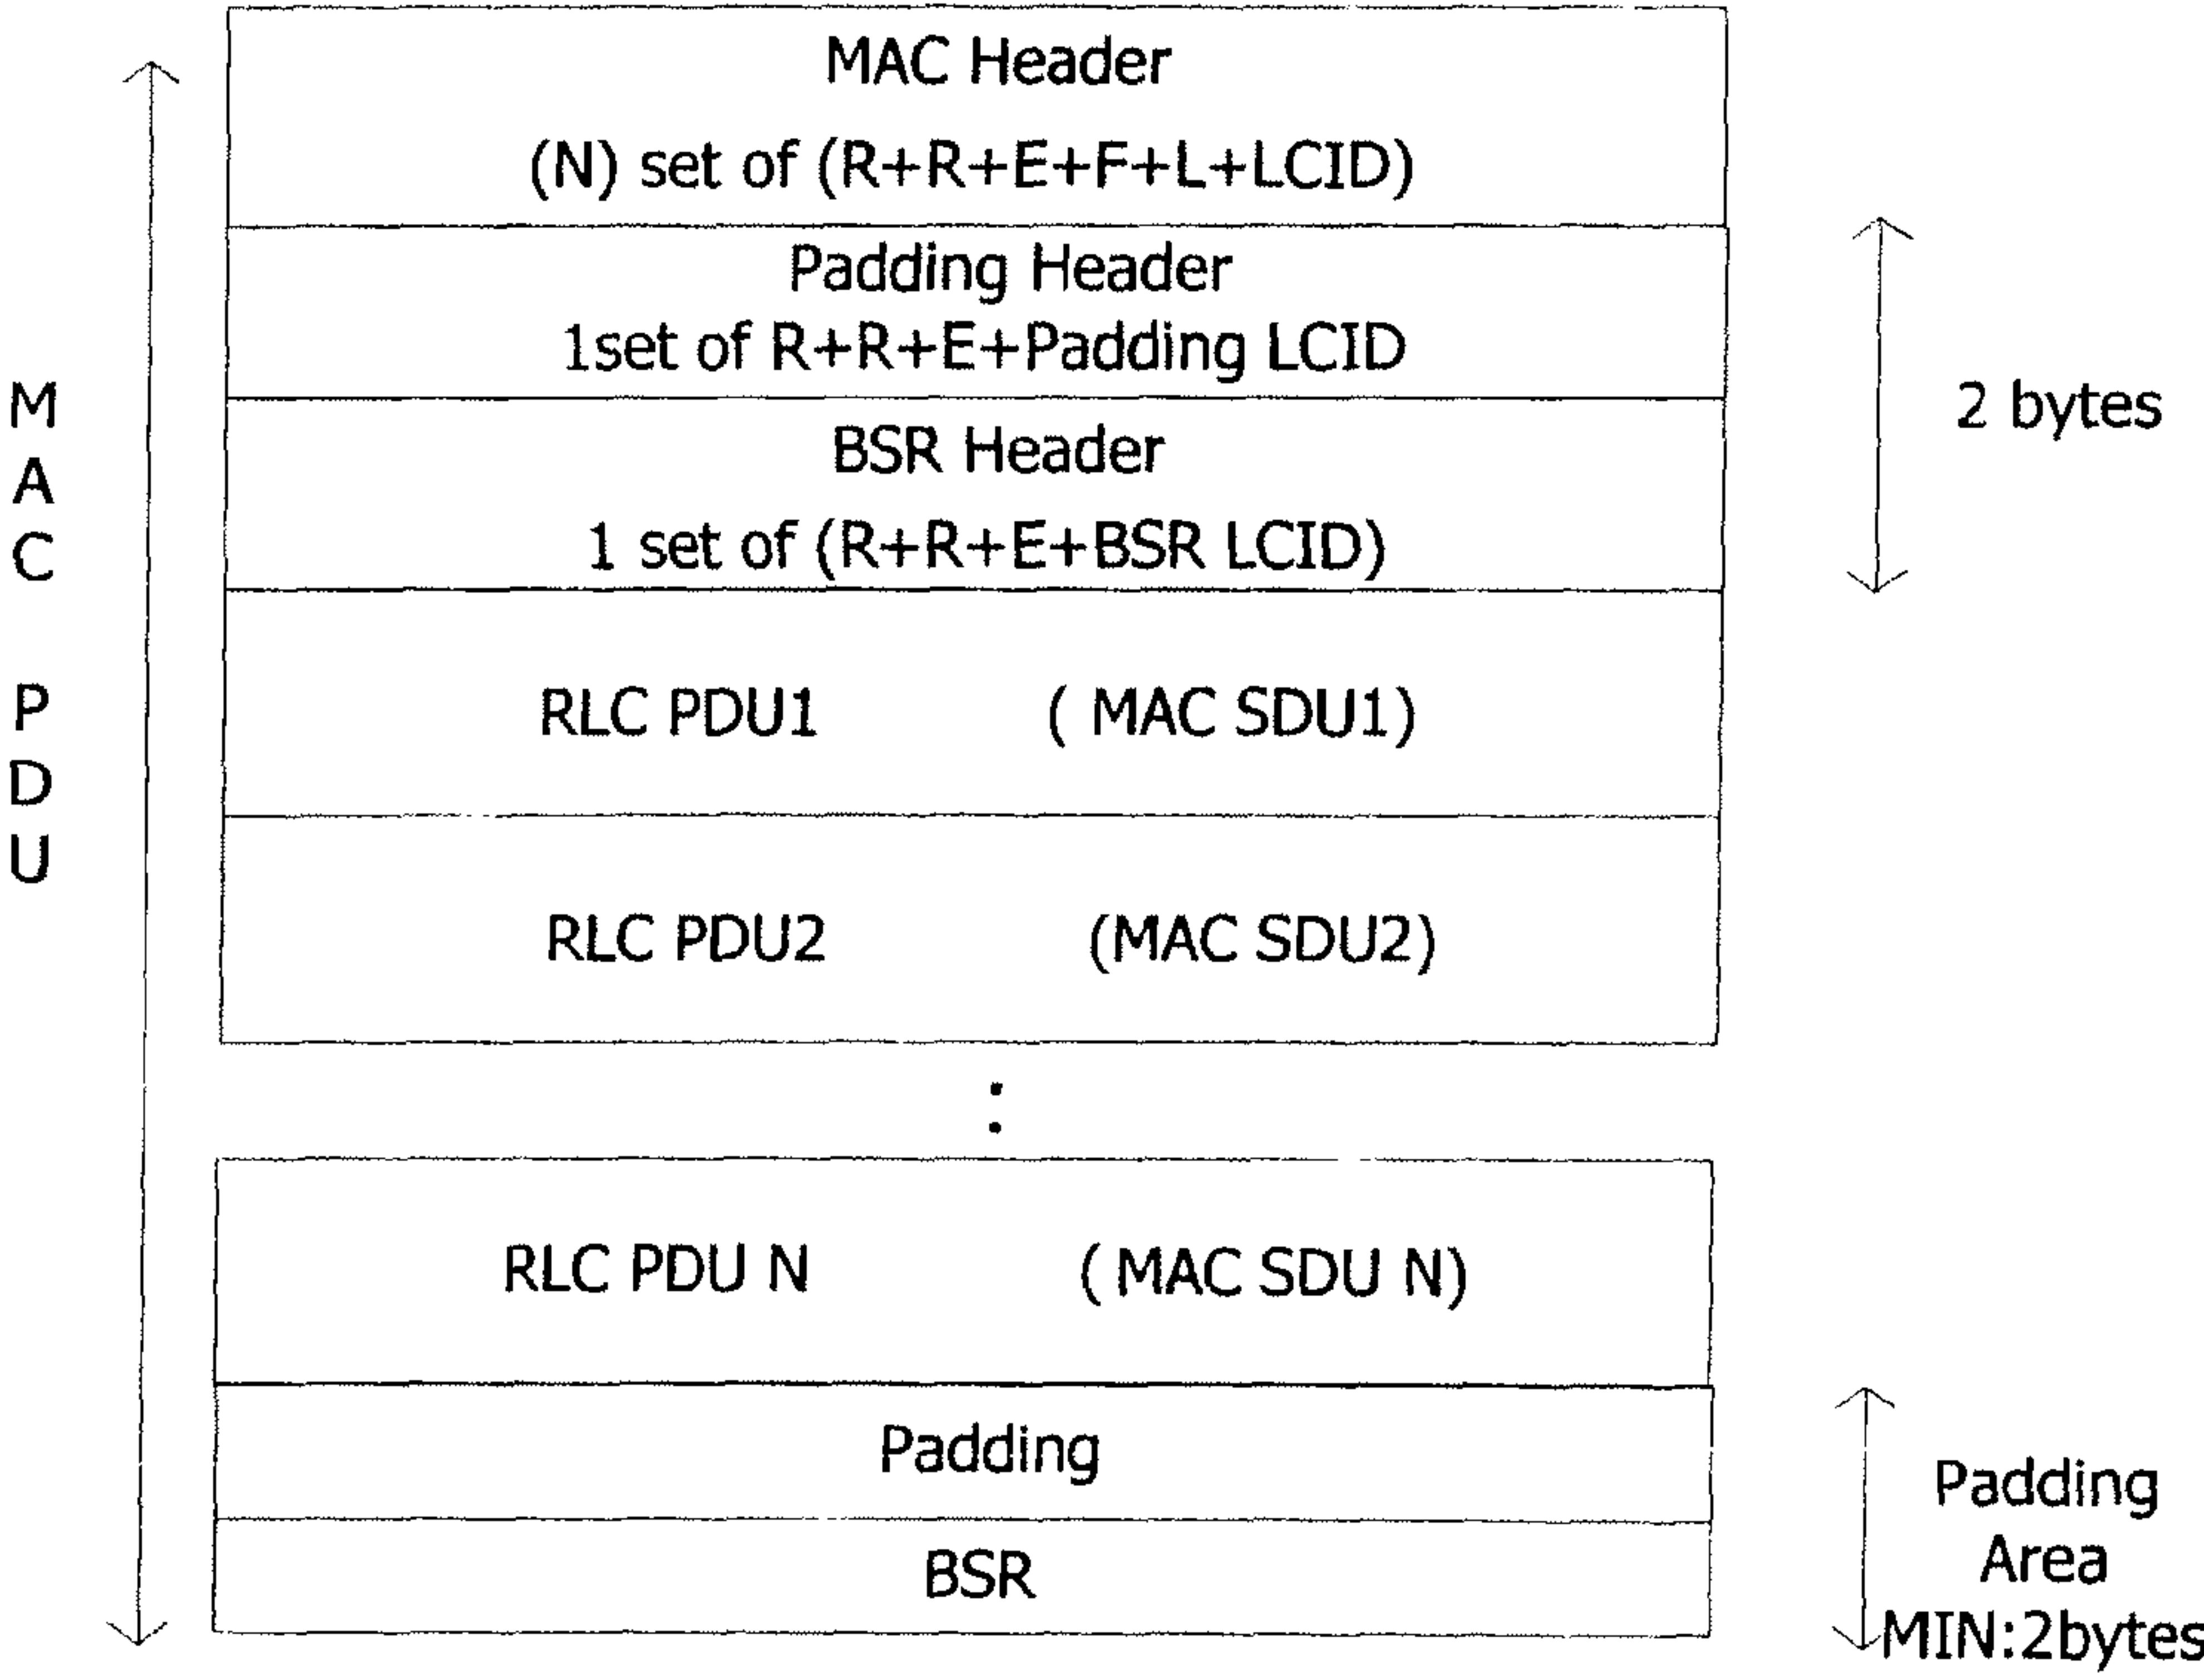 MAC Header
(N) set of (R+R+E+F+L+LCID)
Padding Header
1set of R+R+E+Padding LCID
BSR Header
1 set of (R+R+E+BSR LCID)
2 bytes
MAC PDU
RLC PDU1 ( MAC SDU1)
RLC PDU2 (MAC SDU2)
:
RLC PDU N ( MAC SDU N)
Padding
BSR
Padding
Area
MIN:2bytes